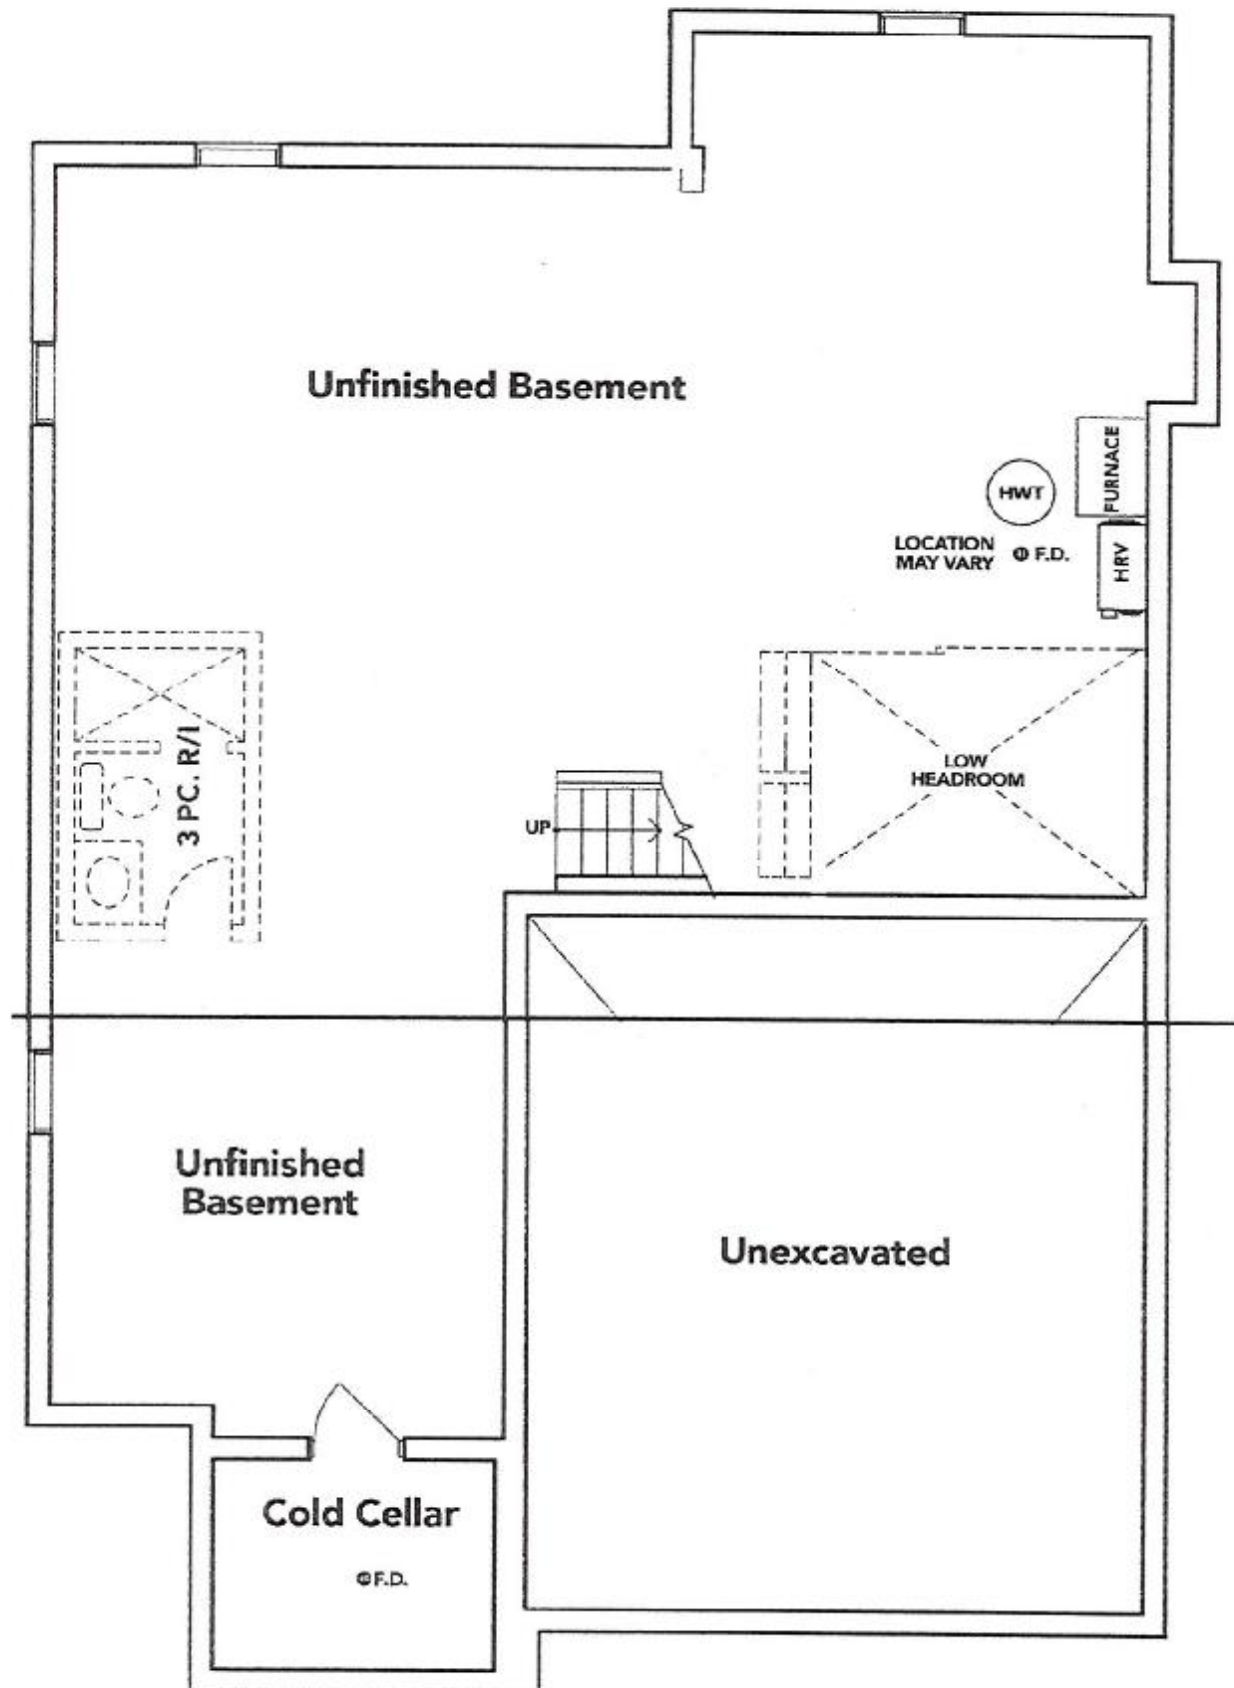 Unfinished Basement
FURNACE
HWT
LOCATION
MAY VARY
Φ F.D.
HRV
3 PC. R/I
LOW
HEADROOM
UP
Unfinished
Basement
Unexcavated
Cold Cellar
Φ F.D.